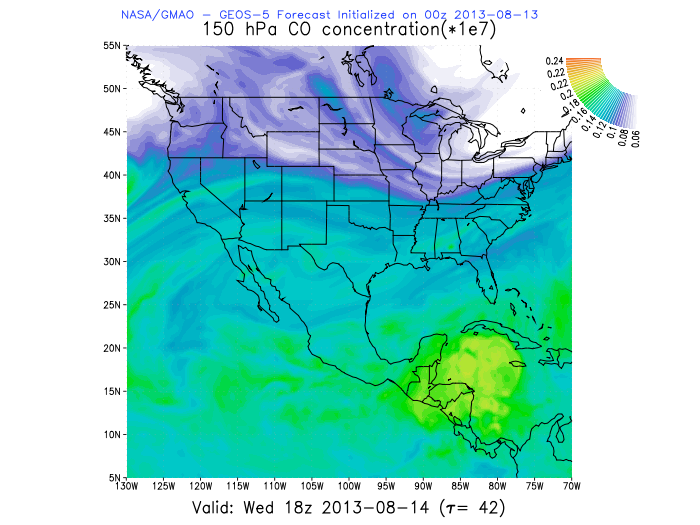 NASA/GMAO - GEOS-5 Forecast Initialized on 00z 2013-08-13
150 hPa CO concentration(*1e7)
55N
50N
45N
40N
35N
30N
25N
20N
15N
10N
5N
130W 125W 120W 115W 110W 105W 100W 95W 90W 85W 80W 75W 70W
0.24
0.22
0.22
0.2
0.18
0.16
0.14
0.12
0.1
0.08
0.06
Valid: Wed 18z 2013-08-14 (τ= 42)